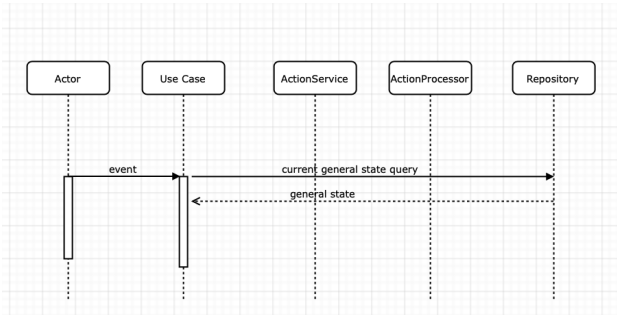 Actor
Use Case
ActionService
ActionProcessor
Repository
event
current general state query
general state